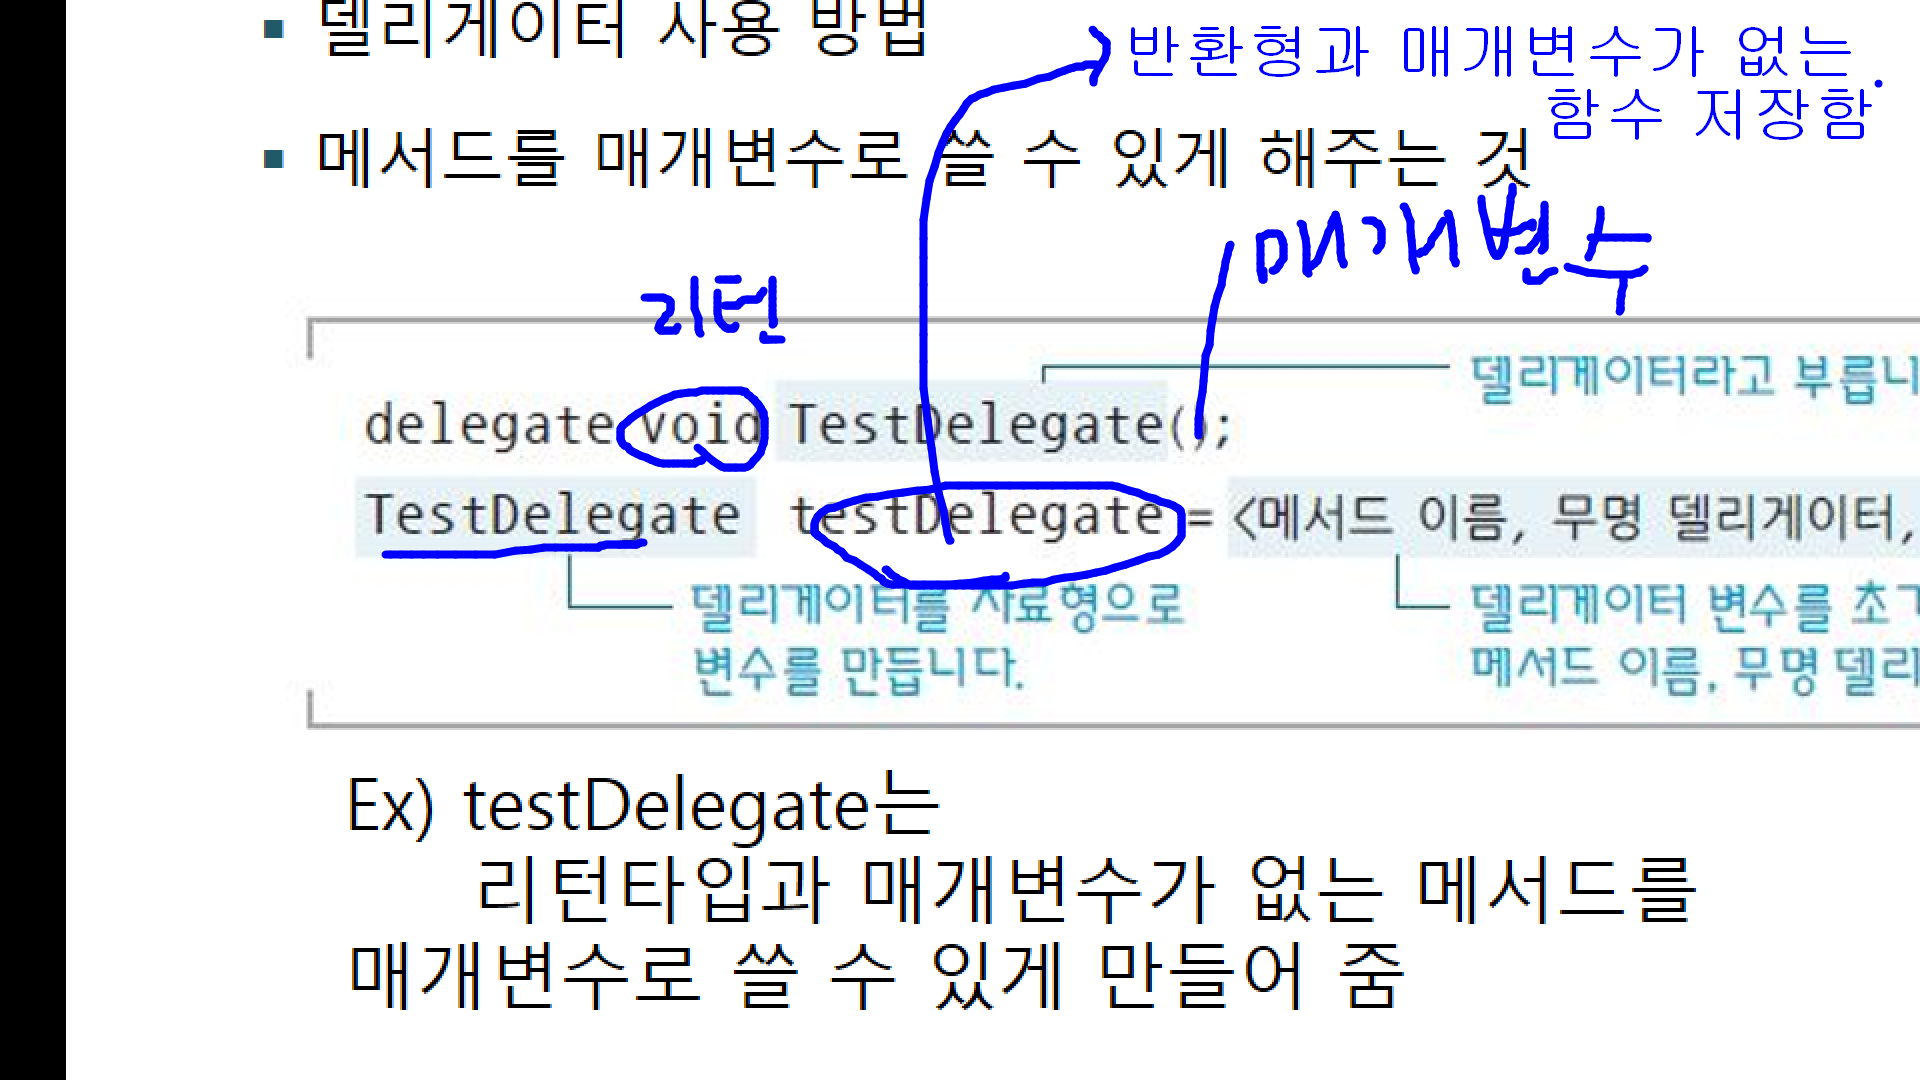 델리게이터 사용 방법
반환형과 매개변수가 없는
함수 저장함.
메서드를 매개변수로 쓸 수 있게 해주는 것
매개변수
리턴
델리게이터라고 부릅니
delegate void TestDelegate();
TestDelegate testDelegate = <메서드 이름, 무명 델리게이터,
델리게이터를 자료형으로
변수를 만듭니다.
델리게이터 변수를
메서드 이름, 무명 델리
Ex) testDelegate는
리턴타입과 매개변수가 없는 메서드를
매개변수로 쓸 수 있게 만들어 줌